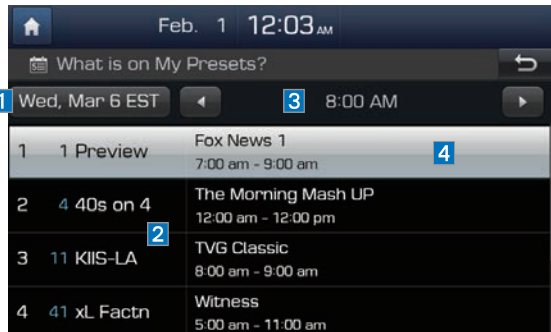 Feb. 1 12:03 AM
What is on My Presets?
1 Wed, Mar 6 EST 3 8:00 AM
1 1 Preview Fox News 1 4
7:00 am - 9:00 am
2 4 40s on 4 The Morning Mash UP
12:00 am - 12:00 pm
2
3 11 KIIS-LA TVG Classic
8:00 am - 9:00 am
4 41 xL Factn Witness
5:00 am - 11:00 am